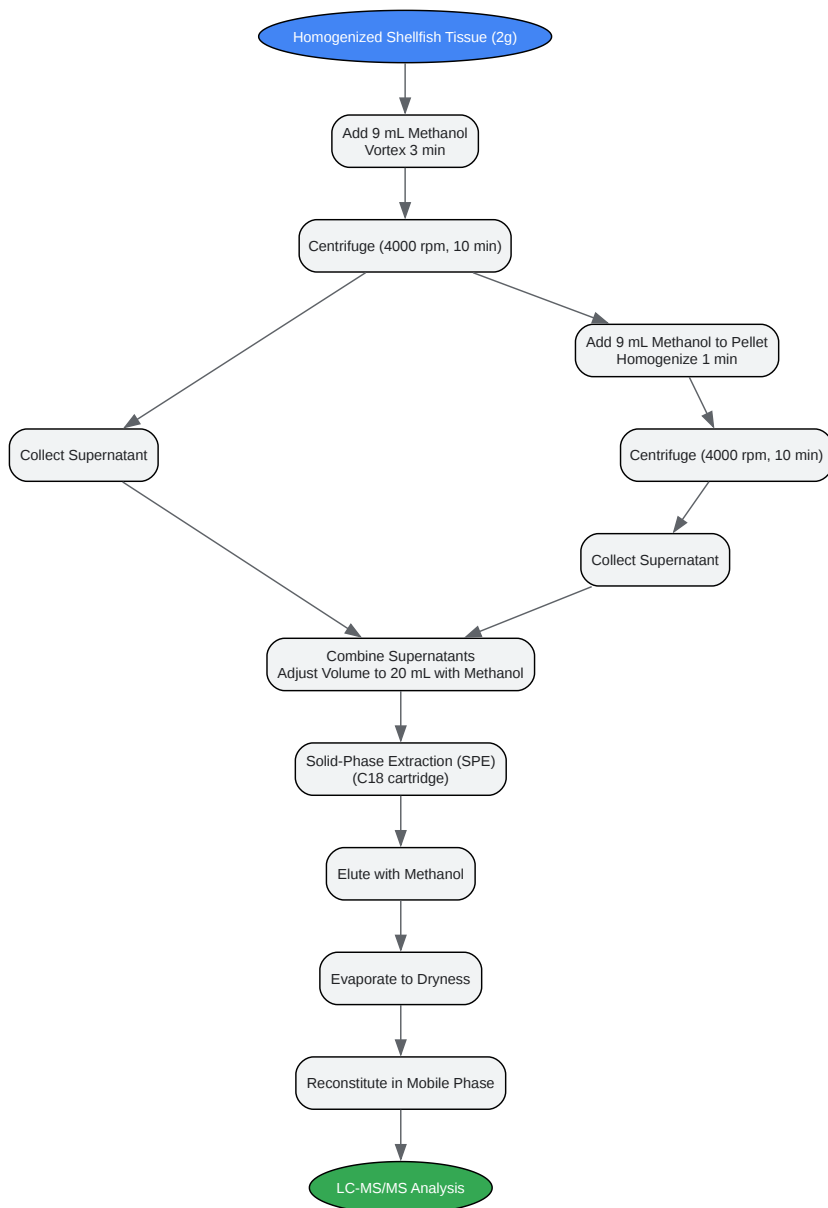 Homogenized Shellfish Tissue (2g)
Add 9 mL Methanol
Vortex 3 min
Centrifuge (4000 rpm, 10 min)
Add 9 mL Methanol to Pellet
Homogenize 1 min
Collect Supernatant
Centrifuge (4000 rpm, 10 min)
Collect Supernatant
Combine Supernatants
Adjust Volume to 20 mL with Methanol
Solid-Phase Extraction (SPE)
(C18 cartridge)
Elute with Methanol
Evaporate to Dryness
Reconstitute in Mobile Phase
LC-MS/MS Analysis